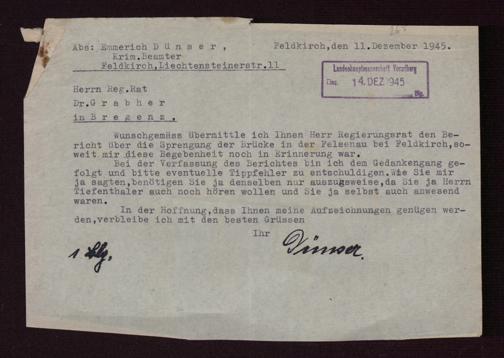 Abs: Emmerich D ü n s e r ,
Krim.Beamter
Feldkirch,Liechtensteinerstr.11
Feldkirch,den 11.Dezember 1945.
Landeshauptmannschaft Vorarlberg
Eing. 14. DEZ. 1945 Blg.
Herrn Reg.Rat
Dr.G r a b h e r
in B r e g e n z .
Wunschgemäss übermittle ich Ihnen Herr Regierungsrat den Be-
richt über die Sprengung der Brücke in der Felsenau bei Feldkirch,so-
weit mir diese Begebenheit noch in Erinnerung war.
Bei der Verfassung des Berichtes bin ich dem Gedankengang ge-
folgt und bitte eventuelle Tippfehler zu entschuldigen.Wie Sie mir
ja sagten,benötigen Sie ja demselben nur auszugsweise,da Sie ja Herrn
Tiefenthaler auch noch hören wollen und Sie ja selbst auch anwesend
waren.
In der Hoffnung,dass Ihnen meine Aufzeichnungen genügen wer-
den,verbleibe ich mit den besten Grüssen
Ihr
Dünser.
1 Blg.